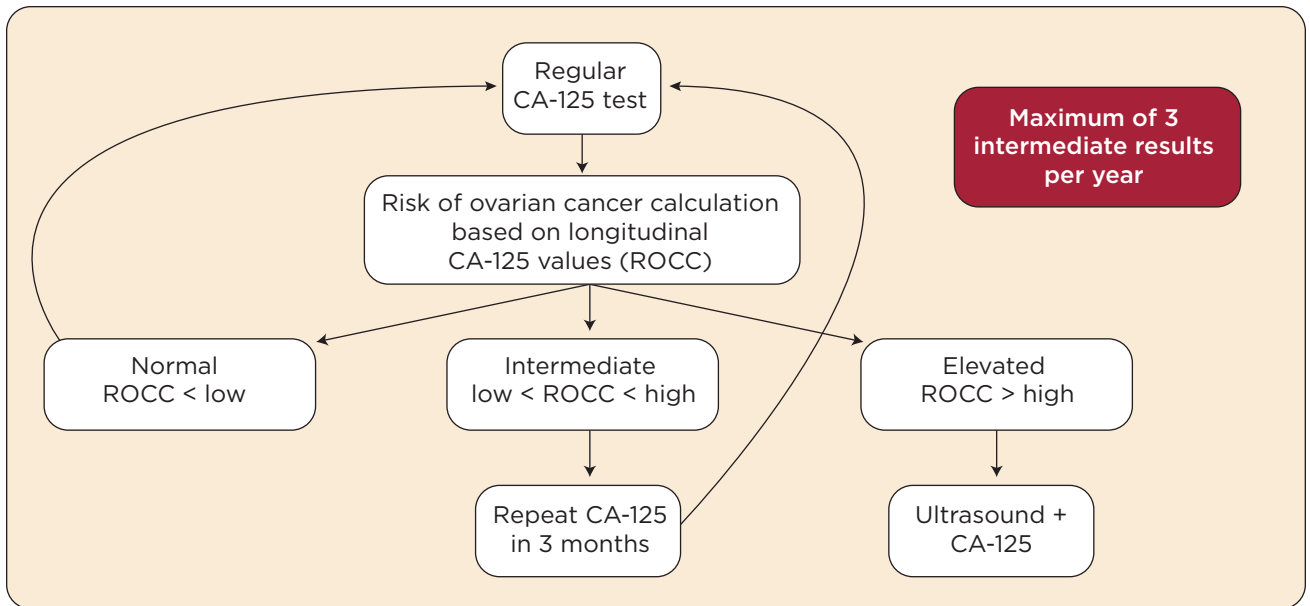 Regular
CA-125 test
Maximum of 3
intermediate results
per year
Risk of ovarian cancer calculation
based on longitudinal
CA-125 values (ROCC)
Normal
ROCC < low
Intermediate
low < ROCC < high
Elevated
ROCC > high
Repeat CA-125
in 3 months
Ultrasound +
CA-125